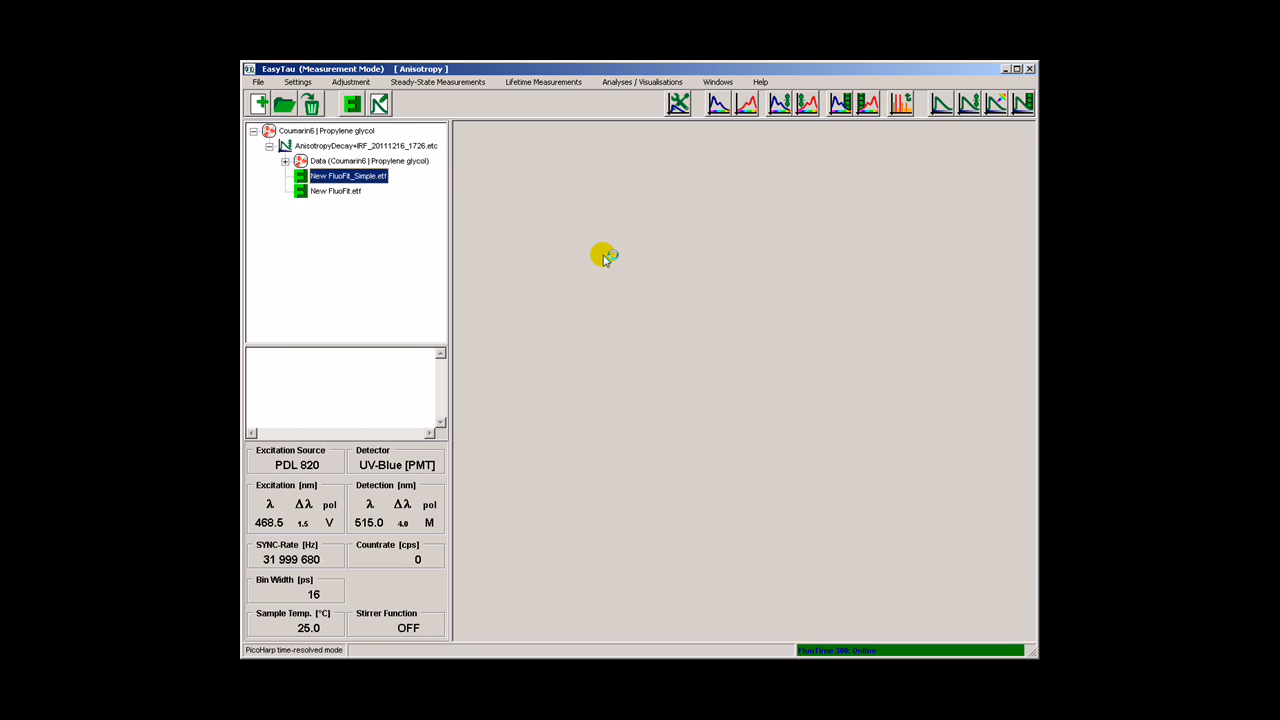 EasyTau (Measurement Mode) [ Anisotropy ]
File Settings Adjustment Steady-State Measurements Lifetime Measurements Analyses / Visualisations Windows Help
Coumarin6 | Propylene glycol
AnisotropyDecay+IRF_20111216_1726.etc
Data (Coumarin6 | Propylene glycol)
New FluoFit_Simple.etf
New FluoFit.etf
Excitation Source Detector
PDL 820 UV-Blue [PMT]
Excitation [nm] Detection [nm]
λ Δλ pol λ Δλ pol
468.5 1.5 V 515.0 4.0 M
SYNC-Rate [Hz] Countrate [cps]
31 999 680 0
Bin Width [ps]
16
Sample Temp. [°C] Stirrer Function
25.0 OFF
PicoHarp time-resolved mode FluoTime 300: Online